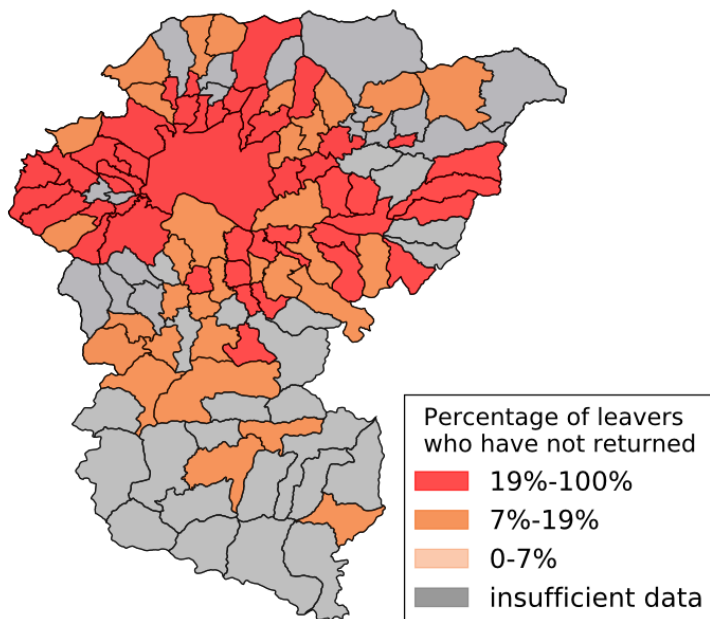 Percentage of leavers
who have not returned
19%-100%
7%-19%
0-7%
insufficient data